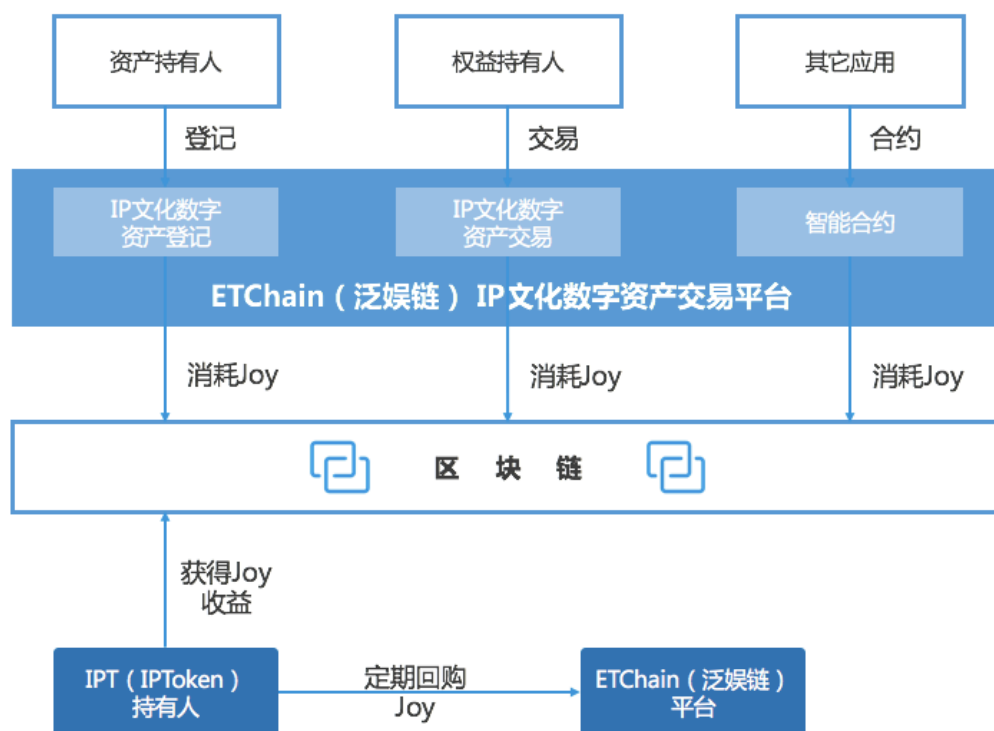 资产持有人
权益持有人
其它应用
登记
交易
合约
IP文化数字
资产登记
IP文化数字
资产交易
智能合约
ETChain（泛娱链）IP文化数字资产交易平台
消耗Joy
消耗Joy
消耗Joy
区 块 链
获得Joy
收益
IPT（IPToken）
持有人
定期回购
Joy
ETChain（泛娱链）
平台